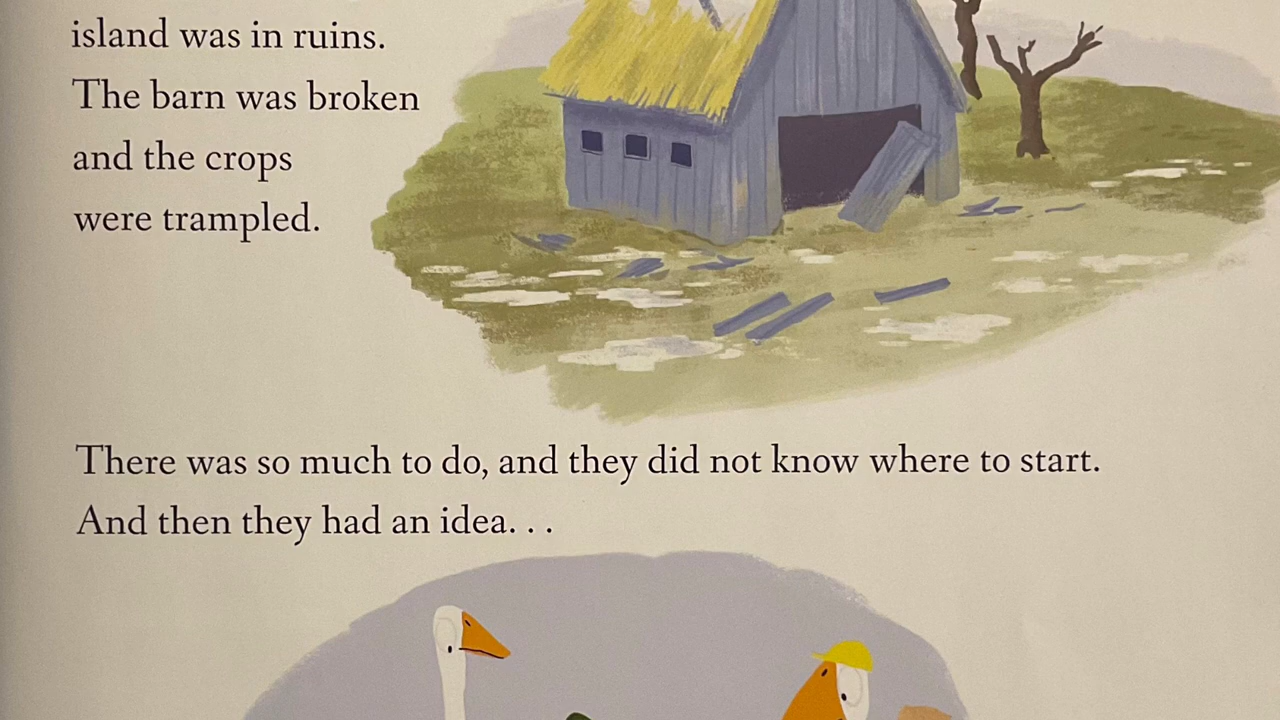 island was in ruins.
The barn was broken
and the crops
were trampled.
There was so much to do, and they did not know where to start.
And then they had an idea. . .